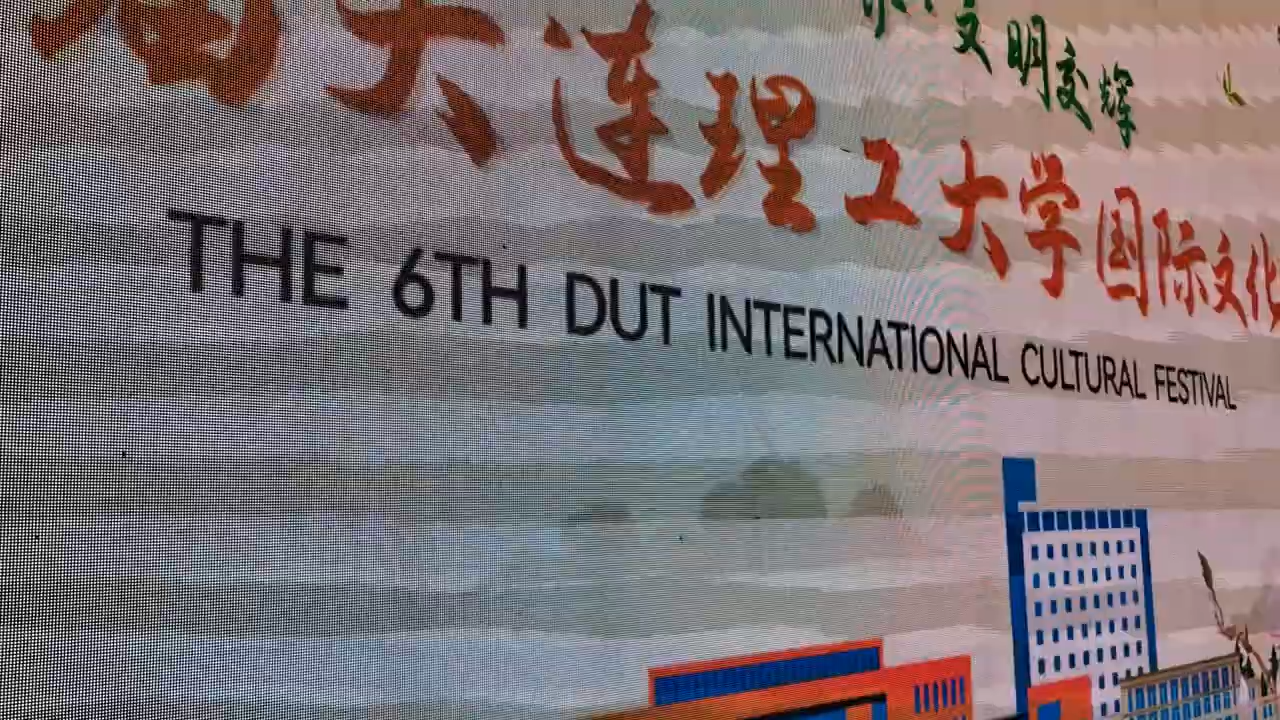 文明交辉
大连理工大学国际文化
THE 6TH DUT INTERNATIONAL CULTURAL FESTIVAL